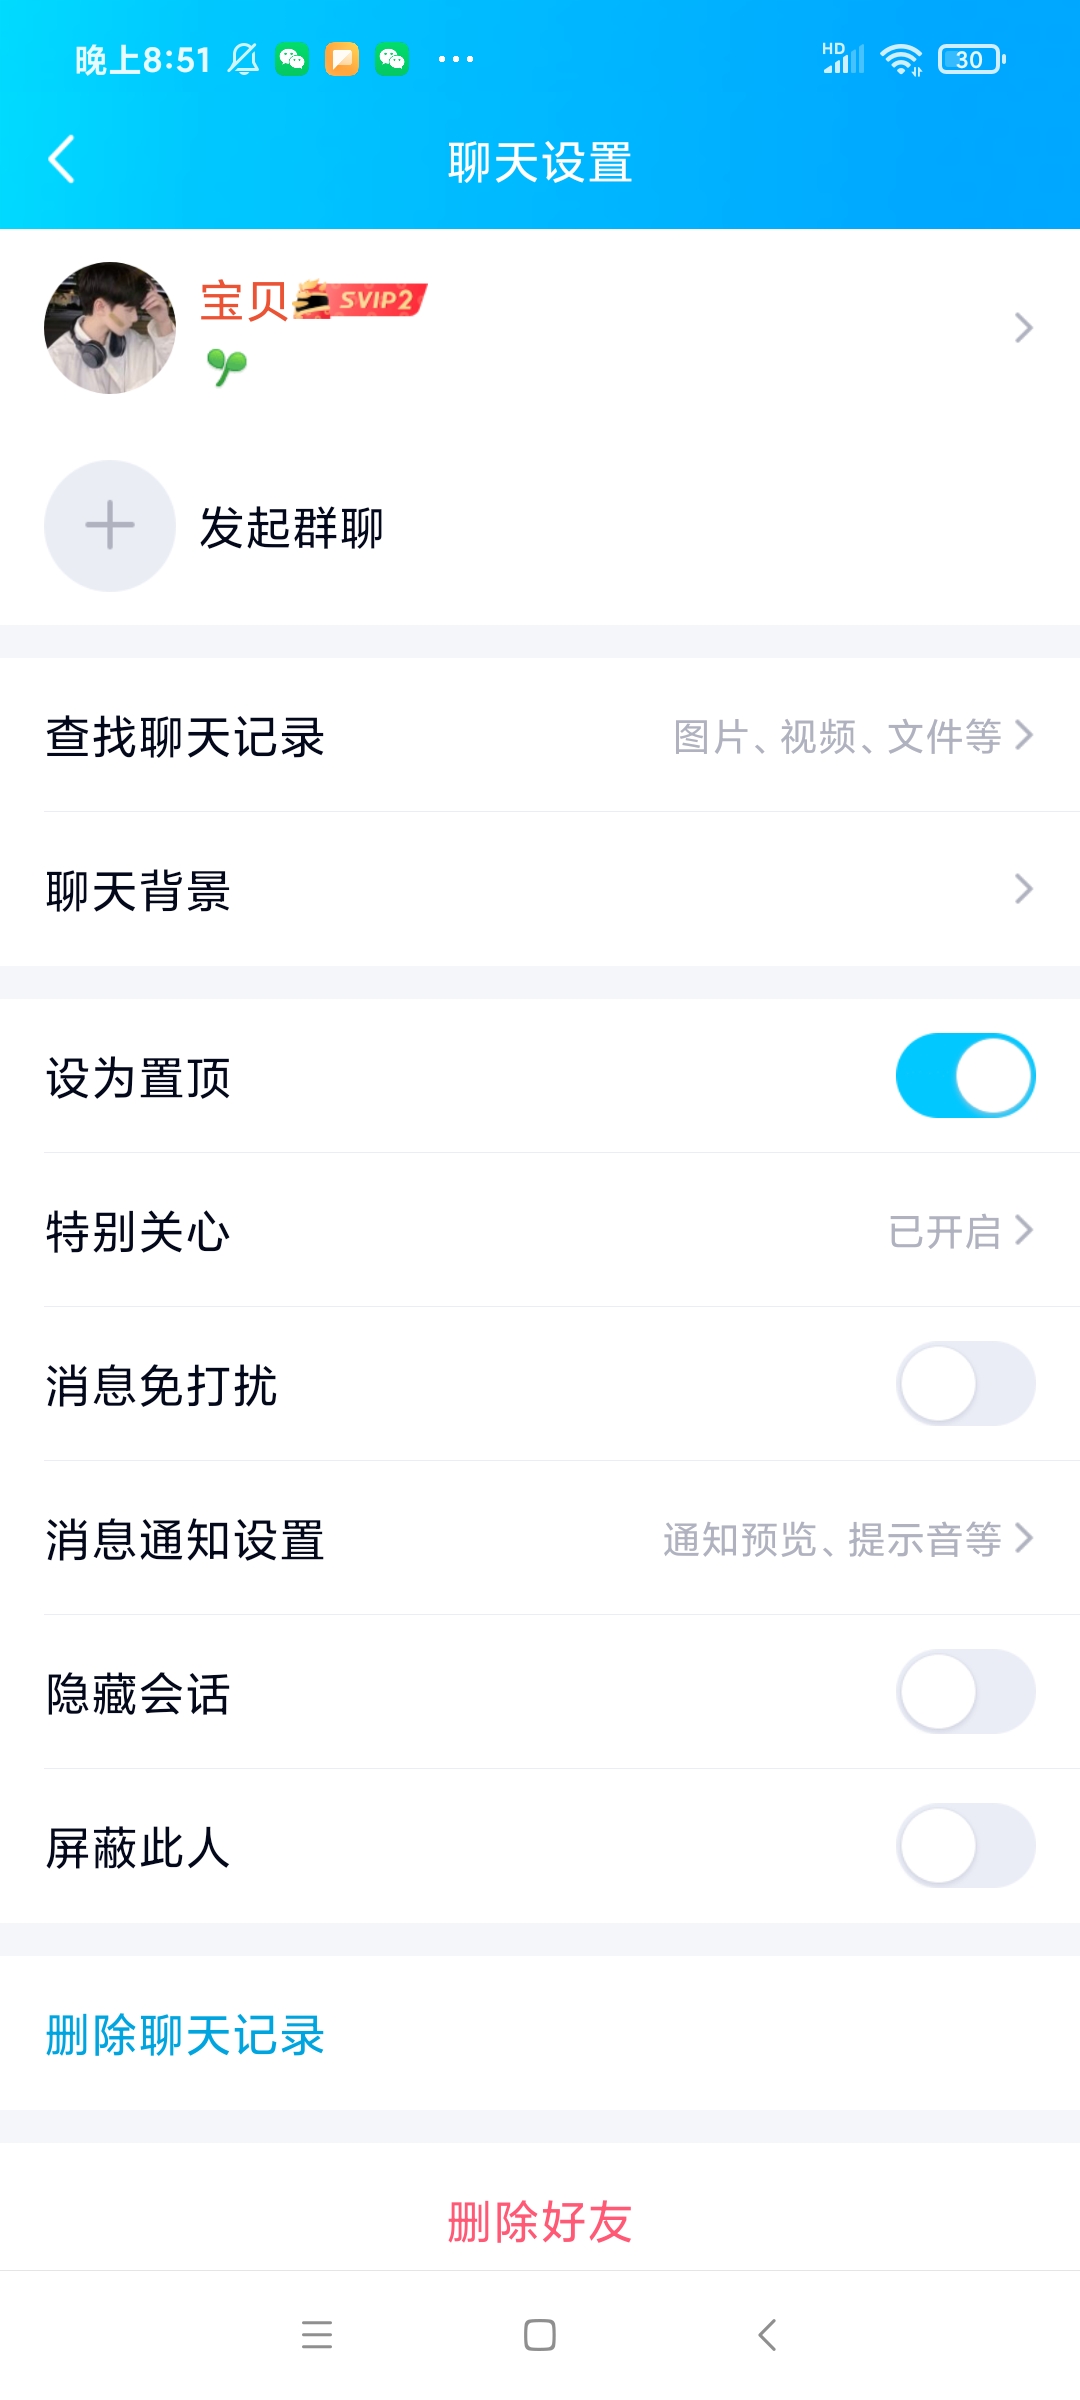 晚上8:51
HD
30
聊天设置
宝贝 SVIP2
发起群聊
查找聊天记录 图片、视频、文件等
聊天背景
设为置顶
特别关心 已开启
消息免打扰
消息通知设置 通知预览、提示音等
隐藏会话
屏蔽此人
删除聊天记录
删除好友